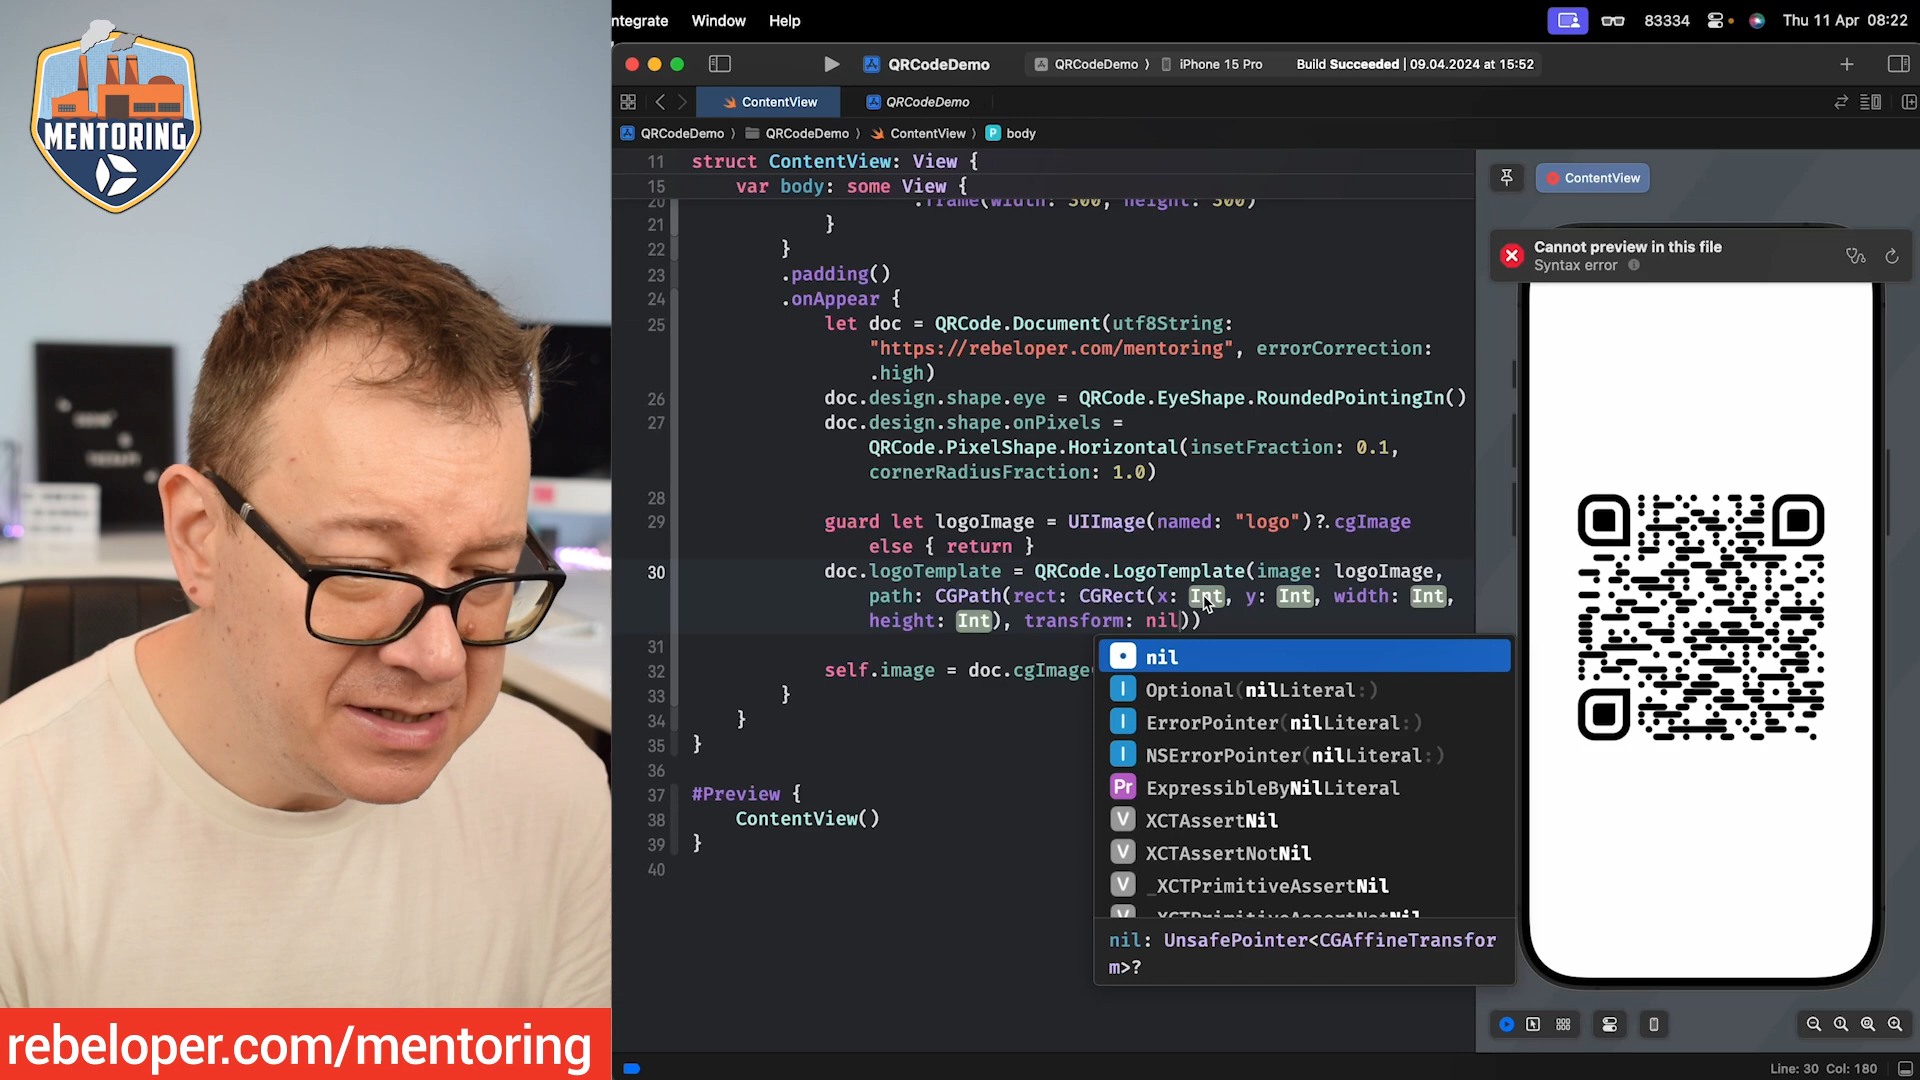 MENTORING
rebeloper.com/mentoring
ntegrate Window Help
83334 Thu 11 Apr 08:22
QRCodeDemo
QRCodeDemo ⟩ iPhone 15 Pro
Build Succeeded | 09.04.2024 at 15:52
ContentView
QRCodeDemo
QRCodeDemo ⟩ QRCodeDemo ⟩ ContentView ⟩ P body
11 struct ContentView: View {
15 var body: some View {
20 .frame(width: 300, height: 300)
21 }
22 }
23 .padding()
24 .onAppear {
25 let doc = QRCode.Document(utf8String:
"https://rebeloper.com/mentoring", errorCorrection:
.high)
26 doc.design.shape.eye = QRCode.EyeShape.RoundedPointingIn()
27 doc.design.shape.onPixels =
QRCode.PixelShape.Horizontal(insetFraction: 0.1,
cornerRadiusFraction: 1.0)
28
29 guard let logoImage = UIImage(named: "logo")?.cgImage
else { return }
30 doc.logoTemplate = QRCode.LogoTemplate(image: logoImage,
path: CGPath(rect: CGRect(x: Int, y: Int, width: Int,
height: Int), transform: nil))
31
32 self.image = doc.cgImage
33 }
34 }
35 }
36
37 #Preview {
38 ContentView()
39 }
40
nil
I Optional(nilLiteral:)
I ErrorPointer(nilLiteral:)
I NSErrorPointer(nilLiteral:)
Pr ExpressibleByNilLiteral
V XCTAssertNil
V XCTAssertNotNil
V _XCTPrimitiveAssertNil
V _XCTPrimitiveAssertNotNil
nil: UnsafePointer<CGAffineTransfor
m>?
ContentView
Cannot preview in this file
Syntax error
Line: 30 Col: 180